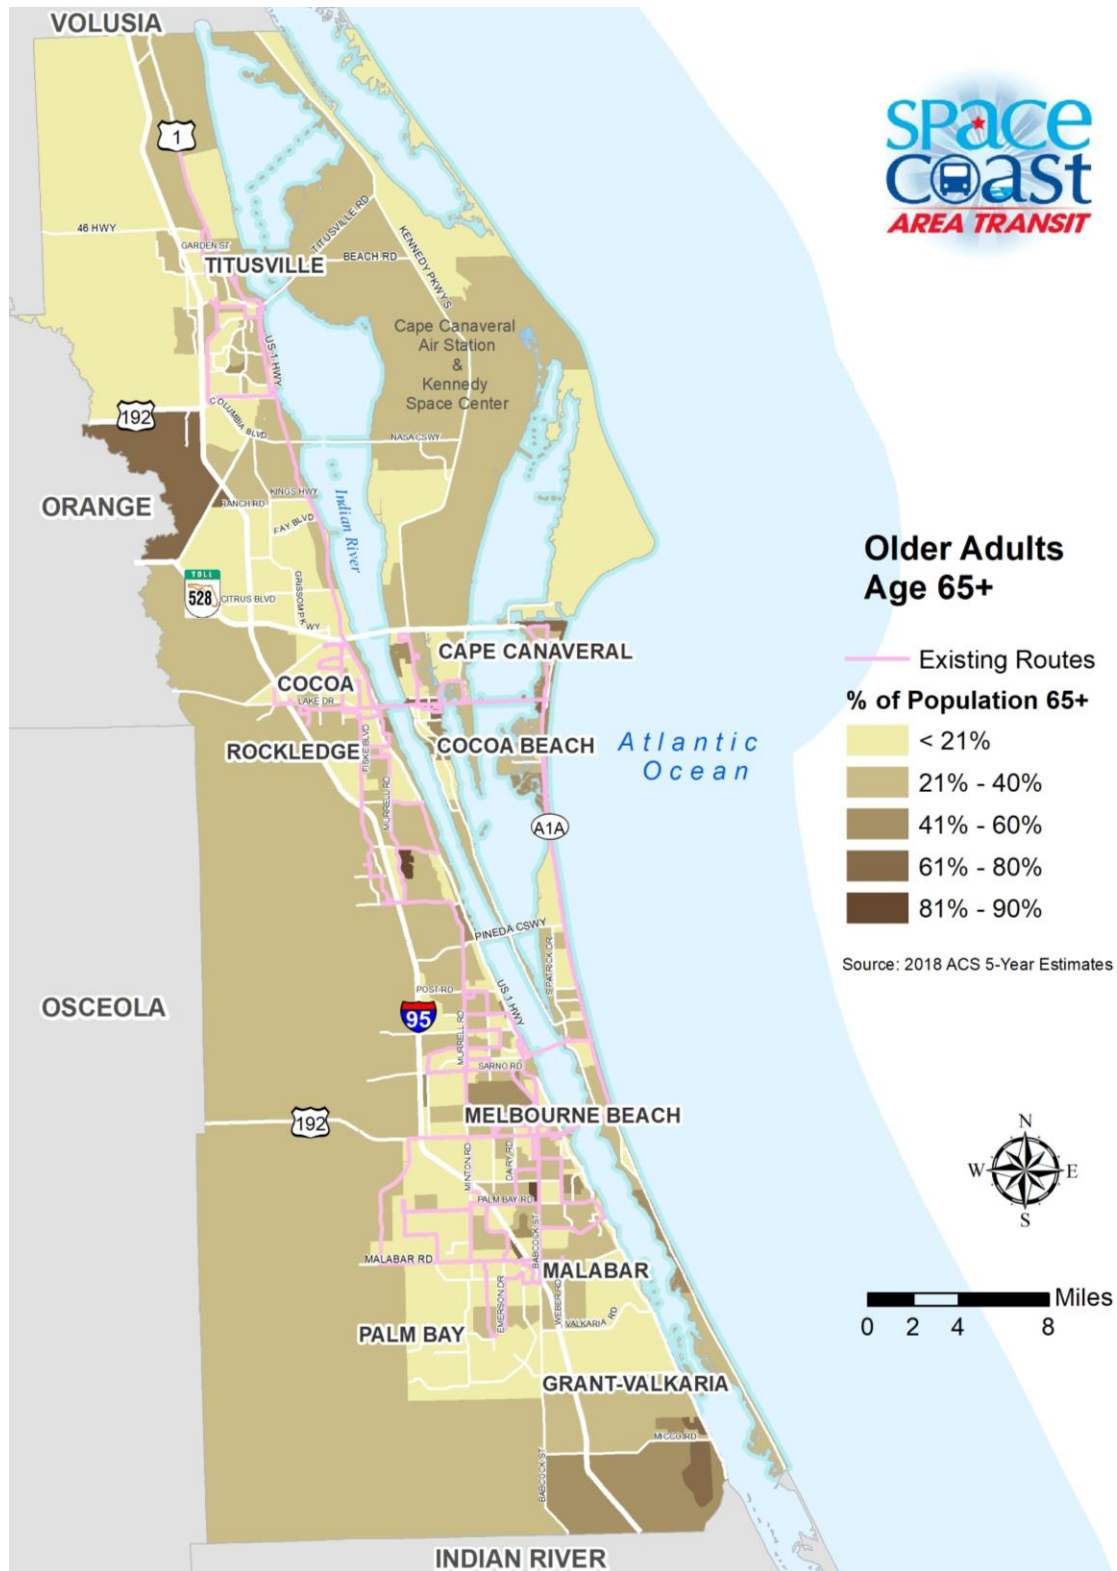 VOLUSIA
1
46 HWY
GARDEN ST
TITUSVILLE
TITUSVILLE RD
BEACH RD
KENNEDY PKWY S
US-1 HWY
Cape Canaveral
Air Station
&
Kennedy
Space Center
192
COLUMBIA BLVD
NASA CSWY
ORANGE
RANCH RD
KINGS HWY
FAY BLVD
Indian River
TOLL
528
CITRUS BLVD
GRISSOM PK WY
CAPE CANAVERAL
COCOA
LAKE DR
ROCKLEDGE
FISKE BLVD
COCOA BEACH
Atlantic
Ocean
MURRELL RD
A1A
PINEDA CSWY
S PATRICK DR
OSCEOLA
POST RD
US 1 HWY
95
MURRELL RD
SARNO RD
192
MELBOURNE BEACH
MINTON RD
DAIRY RD
PALM BAY RD
BABCOCK ST
MALABAR RD
MALABAR
EMERSON DR
WEBER RD
VALKARIA RD
PALM BAY
GRANT-VALKARIA
MICCO RD
BABCOCK ST
INDIAN RIVER
space
coast
AREA TRANSIT
Older Adults
Age 65+
Existing Routes
% of Population 65+
< 21%
21% - 40%
41% - 60%
61% - 80%
81% - 90%
Source: 2018 ACS 5-Year Estimates
N
W E
S
Miles
0 2 4 8